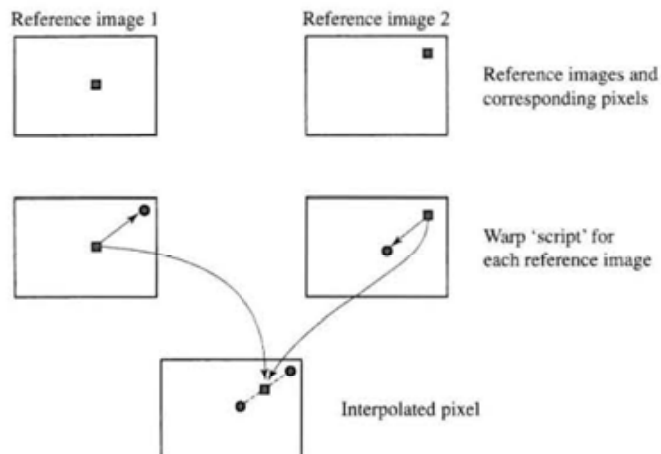 Reference image 1
Reference image 2
Reference images and
corresponding pixels
Warp ‘script’ for
each reference image
Interpolated pixel